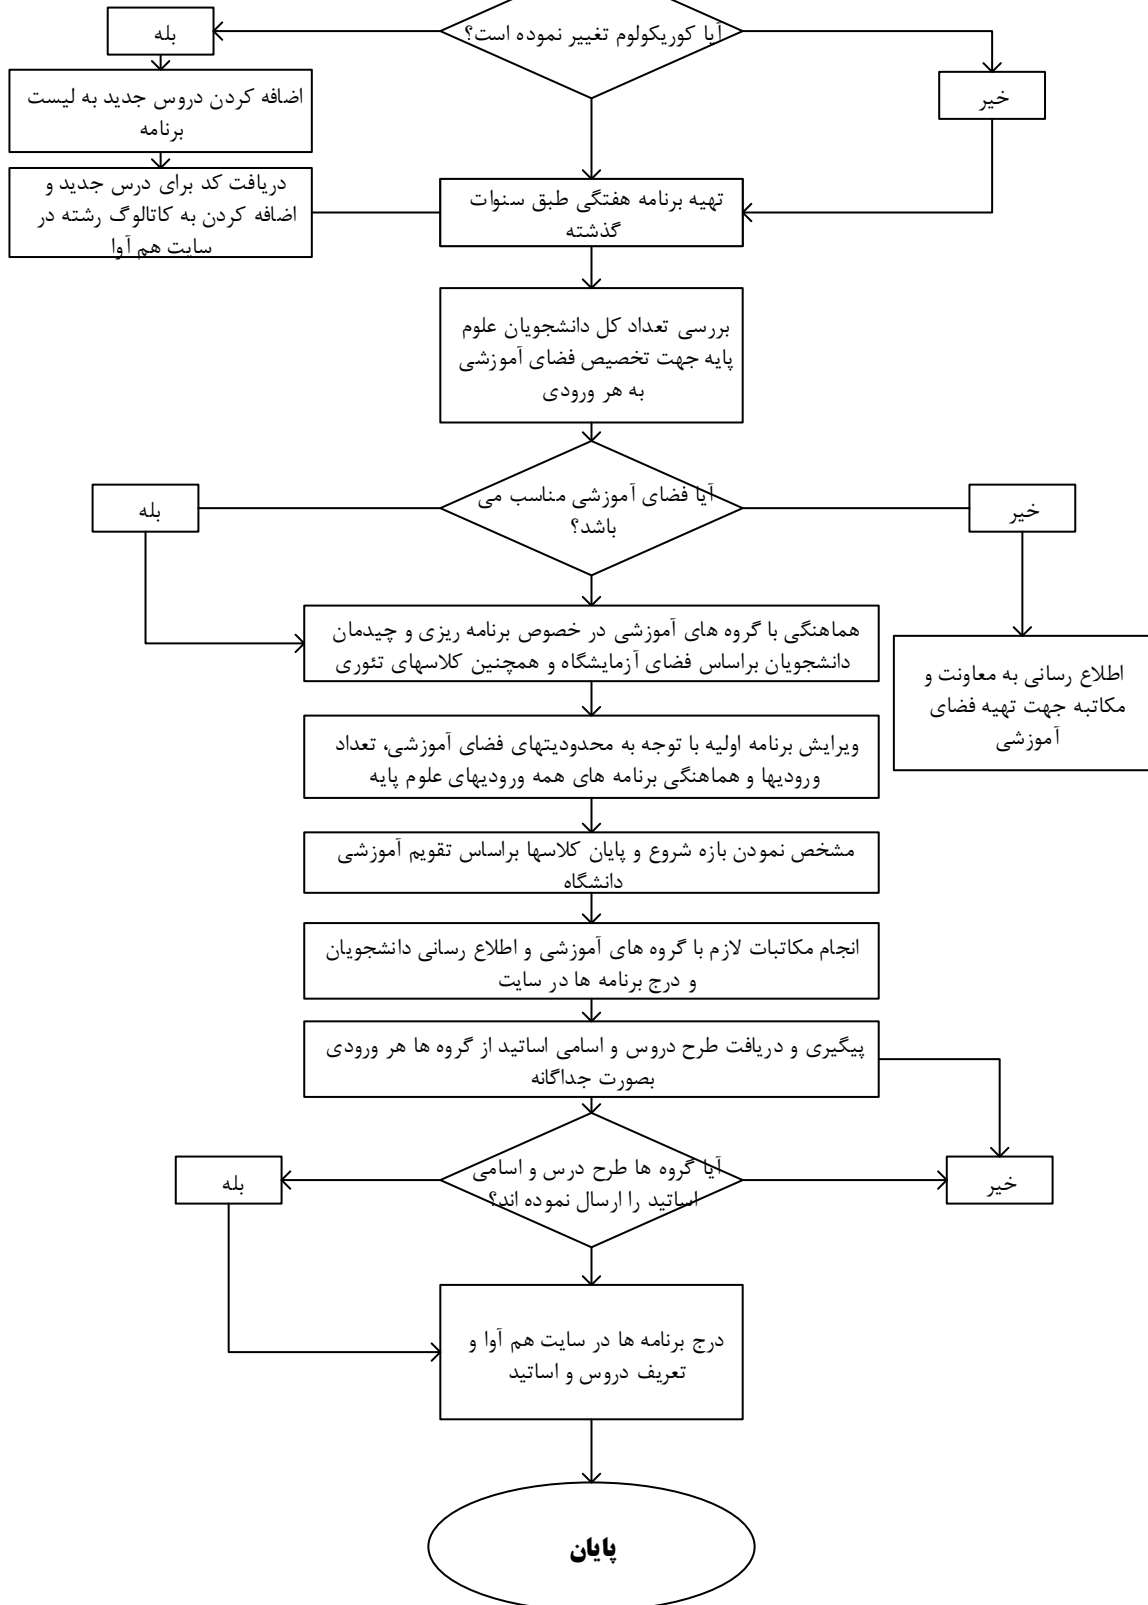 آیا کوریکولوم تغییر نموده است؟
بله
خیر
اضافه کردن دروس جدید به لیست
برنامه
دریافت کد برای درس جدید و
اضافه کردن به کاتالوگ رشته در
سایت هم آوا
تهیه برنامه هفتگی طبق سنوات
گذشته
بررسی تعداد کل دانشجویان علوم
پایه جهت تخصیص فضای آموزشی
به هر ورودی
آیا فضای آموزشی مناسب می
باشد؟
بله
خیر
هماهنگی با گروه های آموزشی در خصوص برنامه ریزی و چیدمان
دانشجویان براساس فضای آزمایشگاه و همچنین کلاسهای تئوری
اطلاع رسانی به معاونت و
مکاتبه جهت تهیه فضای
آموزشی
ویرایش برنامه اولیه با توجه به محدودیتهای فضای آموزشی، تعداد
ورودیها و هماهنگی برنامه های همه ورودیهای علوم پایه
مشخص نمودن بازه شروع و پایان کلاسها براساس تقویم آموزشی
دانشگاه
انجام مکاتبات لازم با گروه های آموزشی و اطلاع رسانی دانشجویان
و درج برنامه ها در سایت
پیگیری و دریافت طرح دروس و اسامی اساتید از گروه ها هر ورودی
بصورت جداگانه
آیا گروه ها طرح درس و اسامی
اساتید را ارسال نموده اند؟
بله
خیر
درج برنامه ها در سایت هم آوا و
تعریف دروس و اساتید
پایان